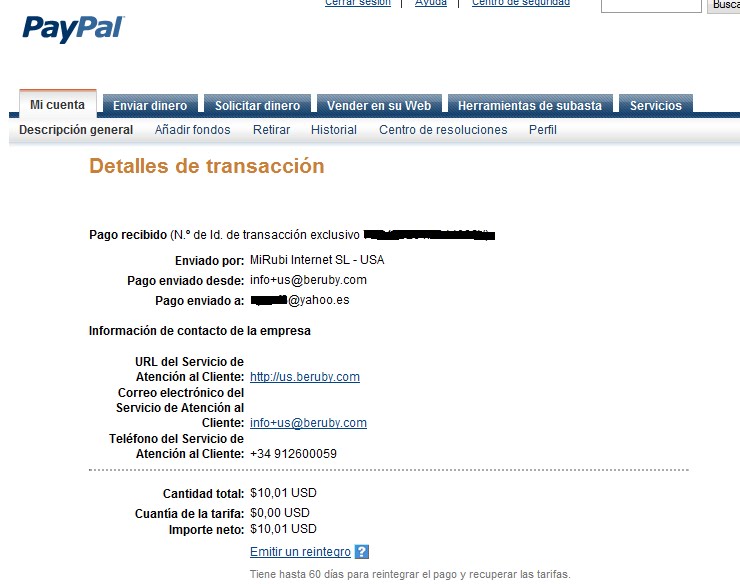 Cerrar sesión | Ayuda | Centro de seguridad
Busca
PayPal
Mi cuenta Enviar dinero Solicitar dinero Vender en su Web Herramientas de subasta Servicios
Descripción general Añadir fondos Retirar Historial Centro de resoluciones Perfil
Detalles de transacción
Pago recibido (N.º de Id. de transacción exclusivo
Enviado por: MiRubi Internet SL - USA
Pago enviado desde: info+us@beruby.com
Pago enviado a: @yahoo.es
Información de contacto de la empresa
URL del Servicio de
Atención al Cliente: http://us.beruby.com
Correo electrónico del
Servicio de Atención al
Cliente: info+us@beruby.com
Teléfono del Servicio de
Atención al Cliente: +34 912600059
Cantidad total: $10,01 USD
Cuantía de la tarifa: $0,00 USD
Importe neto: $10,01 USD
Emitir un reintegro ?
Tiene hasta 60 días para reintegrar el pago y recuperar las tarifas.